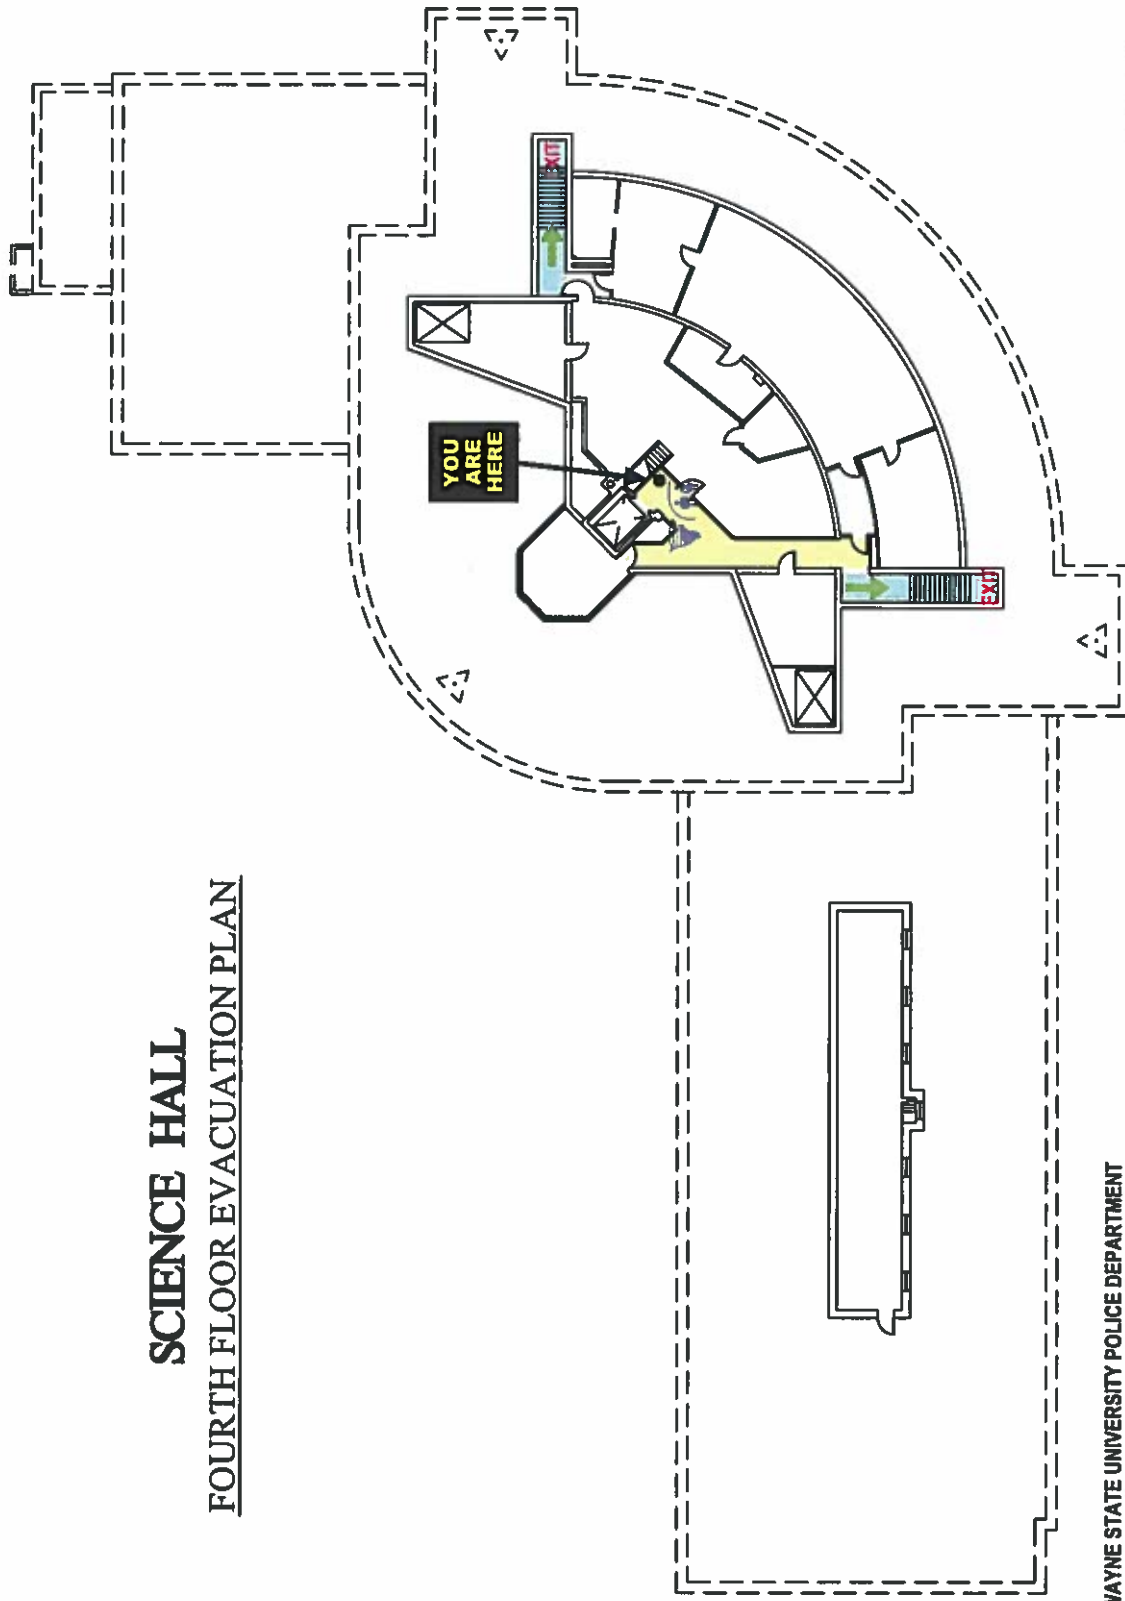 SCIENCE HALL
FOURTH FLOOR EVACUATION PLAN
YOU
ARE
HERE
EXIT
EXIT
WAYNE STATE UNIVERSITY POLICE DEPARTMENT